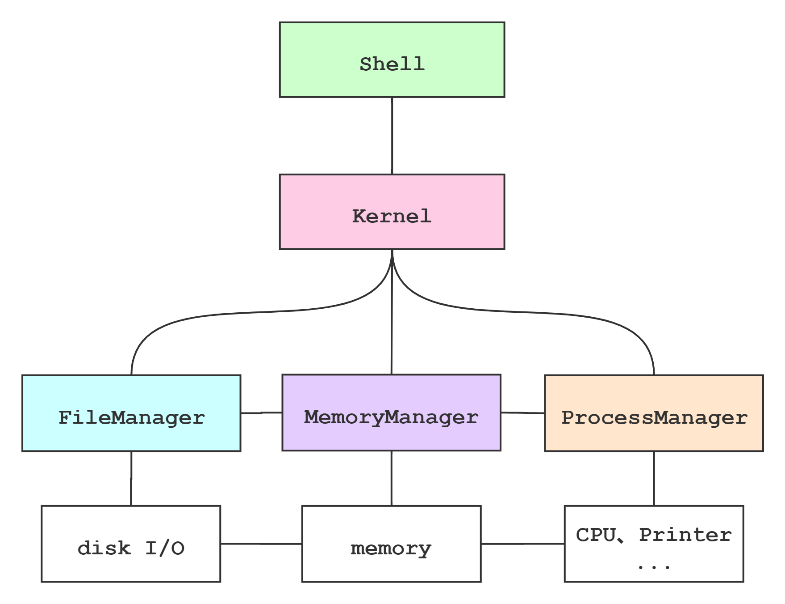 Shell
Kernel
FileManager
MemoryManager
ProcessManager
disk I/O
memory
CPU、Printer
...